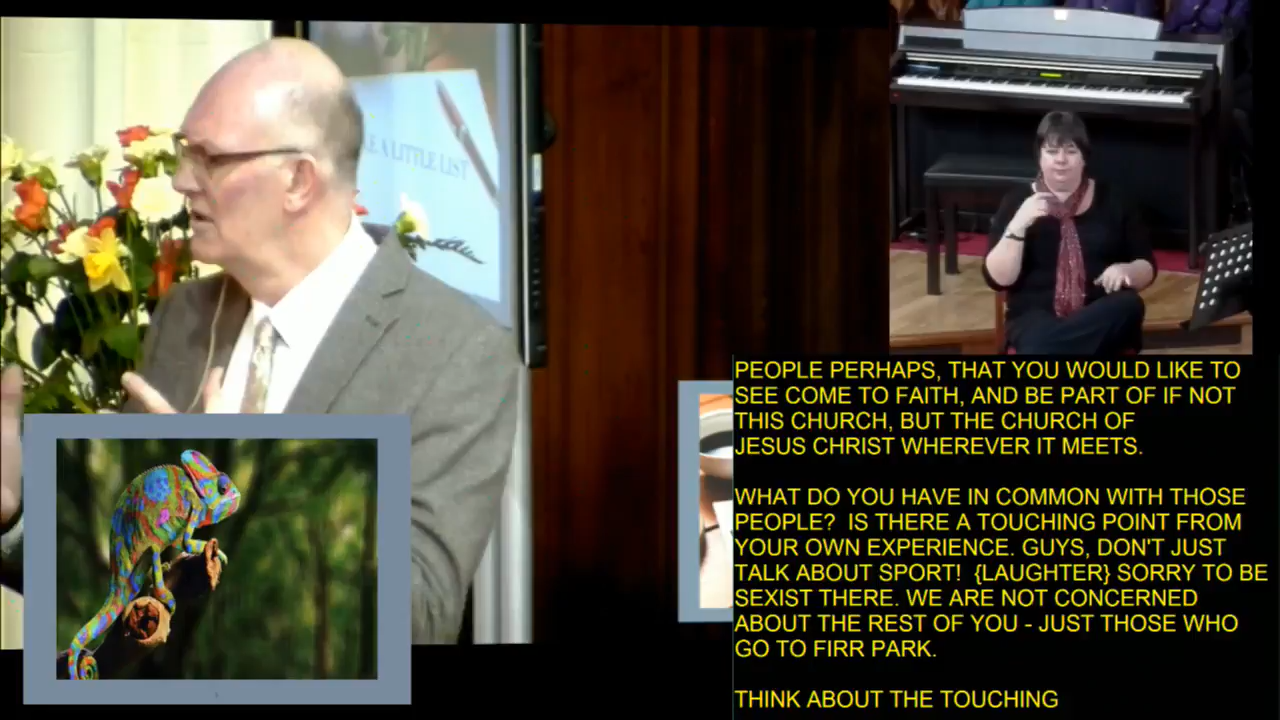 E A LITTLE LIST
PEOPLE PERHAPS, THAT YOU WOULD LIKE TO
SEE COME TO FAITH, AND BE PART OF IF NOT
THIS CHURCH, BUT THE CHURCH OF
JESUS CHRIST WHEREVER IT MEETS.
WHAT DO YOU HAVE IN COMMON WITH THOSE
PEOPLE?  IS THERE A TOUCHING POINT FROM
YOUR OWN EXPERIENCE. GUYS, DON'T JUST
TALK ABOUT SPORT!  {LAUGHTER} SORRY TO BE
SEXIST THERE. WE ARE NOT CONCERNED
ABOUT THE REST OF YOU - JUST THOSE WHO
GO TO FIRR PARK.
THINK ABOUT THE TOUCHING